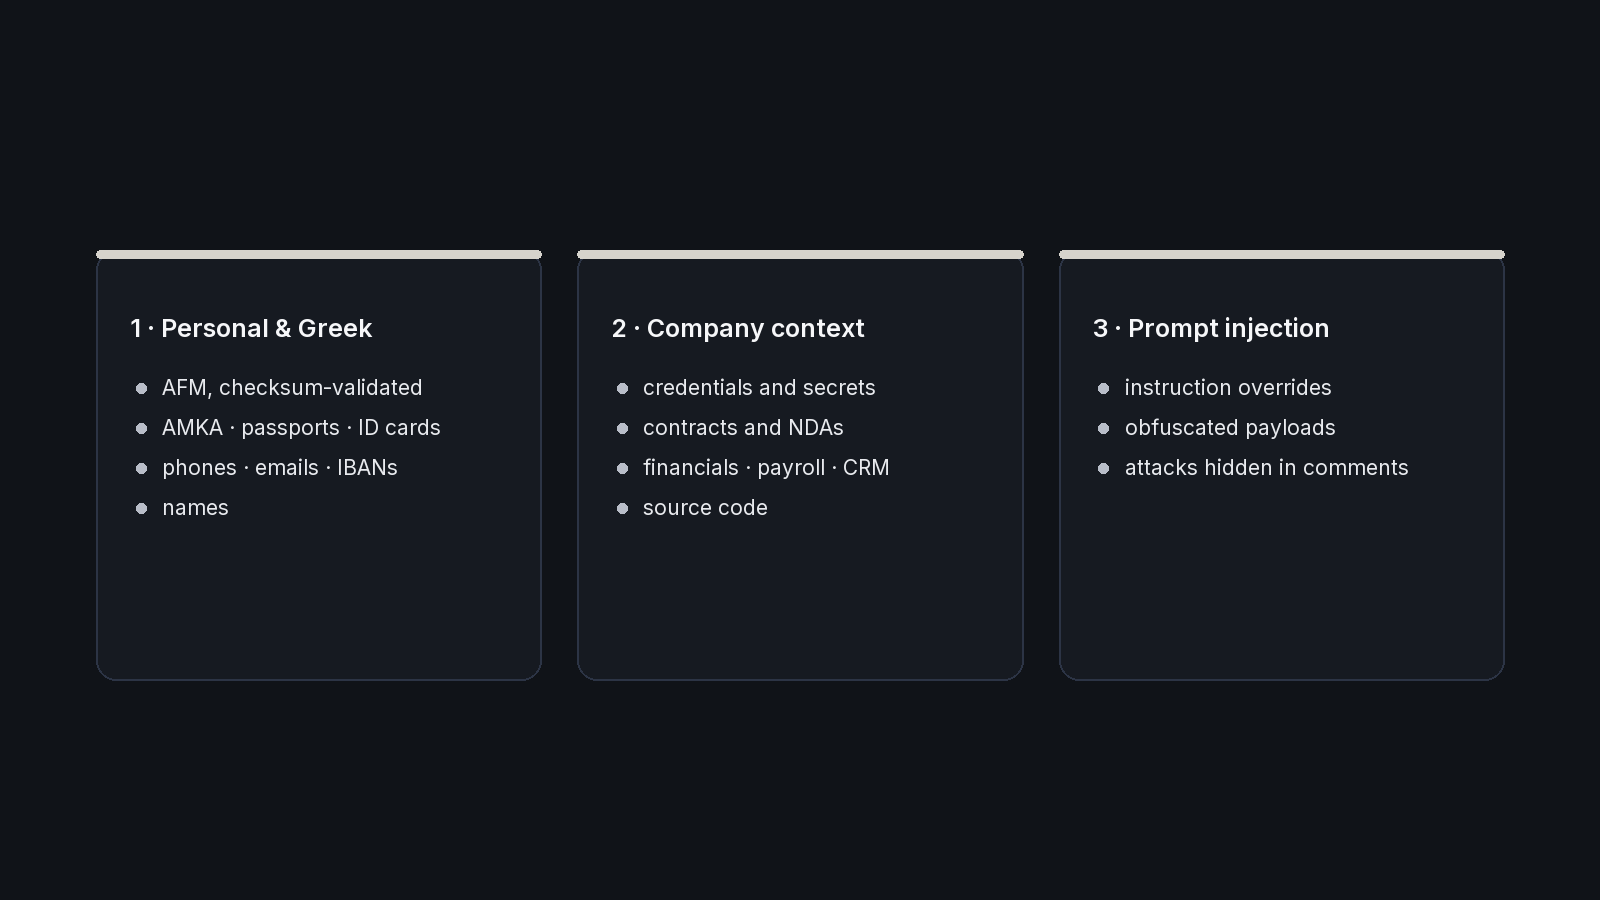 1 · Personal & Greek
AFM, checksum-validated
AMKA · passports · ID cards
phones · emails · IBANs
names
2 · Company context
credentials and secrets
contracts and NDAs
financials · payroll · CRM
source code
3 · Prompt injection
instruction overrides
obfuscated payloads
attacks hidden in comments